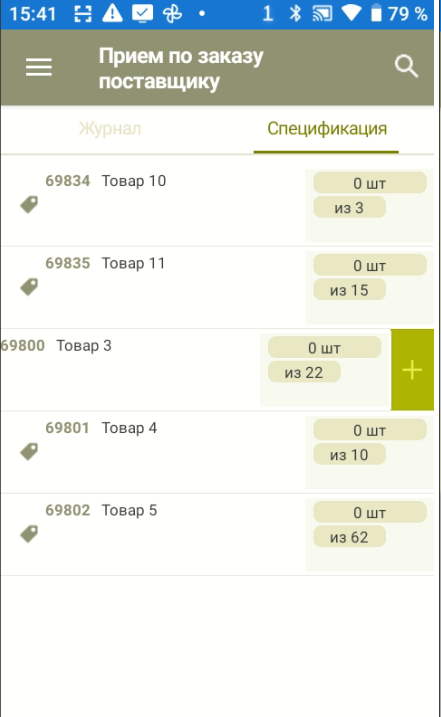 15:41 1 79 %
Прием по заказу
поставщику
Журнал Спецификация
69834 Товар 10 0 шт
из 3
69835 Товар 11 0 шт
из 15
69800 Товар 3 0 шт
из 22
69801 Товар 4 0 шт
из 10
69802 Товар 5 0 шт
из 62